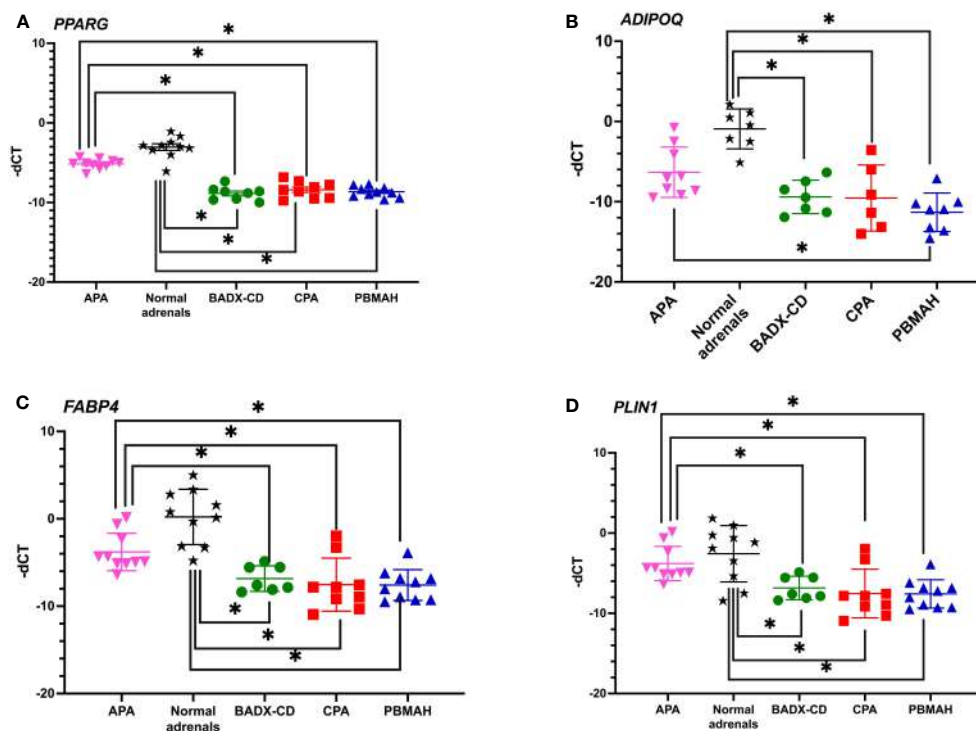 A
PPARG
*
*
*
10
0
-10
-20
-dCT
*
*
*
APA
Normal
adrenals
BADX-CD
CPA
PBMAH
B
ADIPOQ
*
*
*
10
0
-10
-20
-dCT
*
APA
Normal
adrenals
BADX-CD
CPA
PBMAH
C
FABP4
*
*
*
10
0
-10
-20
-dCT
*
*
*
APA
Normal
adrenals
BADX-CD
CPA
PBMAH
D
PLIN1
*
*
*
10
0
-10
-20
-dCT
*
*
*
APA
Normal
adrenals
BADX-CD
CPA
PBMAH